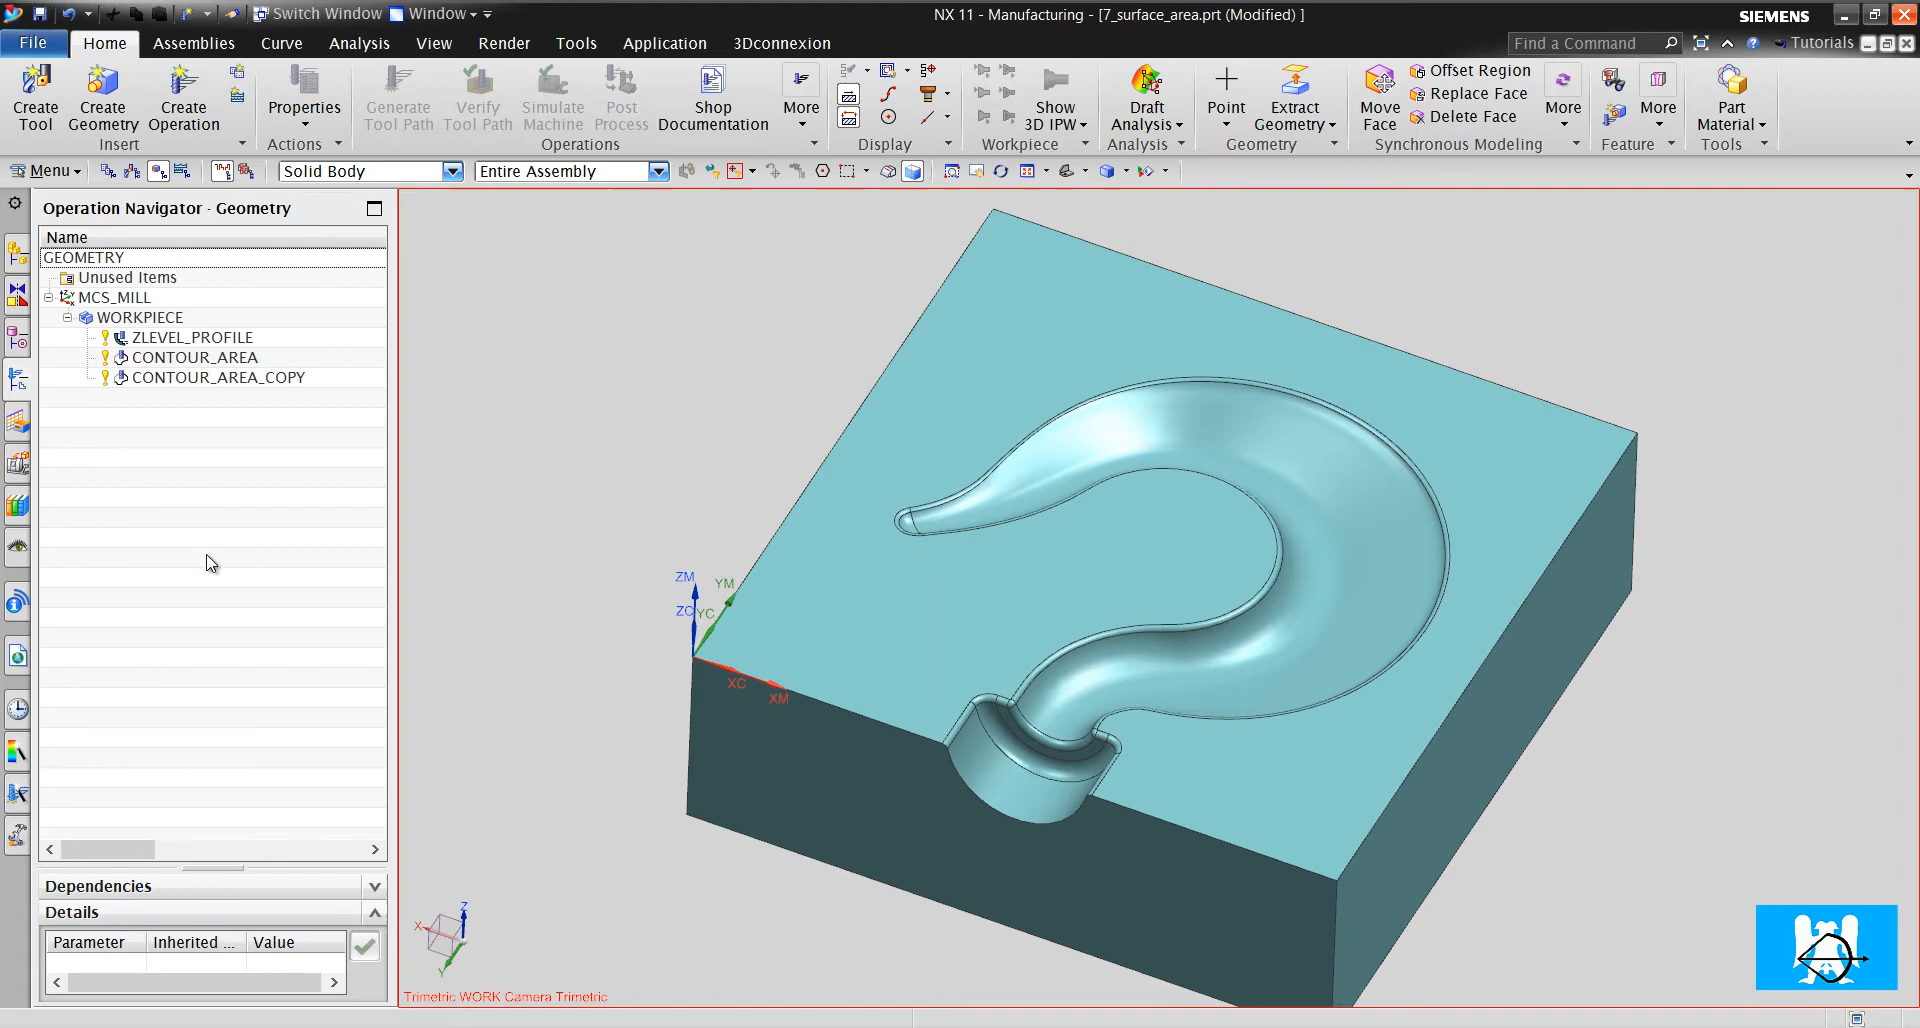 Switch Window Window
NX 11 - Manufacturing - [7_surface_area.prt (Modified) ]
SIEMENS
File Home Assemblies Curve Analysis View Render Tools Application 3Dconnexion
Find a Command
Tutorials
Create Tool
Create Geometry
Create Operation
Insert
Properties
Actions
Generate Tool Path
Verify Tool Path
Simulate Machine
Post Process
Shop Documentation
More
Operations
Display
Show 3D IPW
Workpiece
Draft Analysis
Analysis
Point
Extract Geometry
Geometry
Move Face
Offset Region
Replace Face
Delete Face
More
Synchronous Modeling
More
Feature
Part Material
Tools
Menu
Solid Body
Entire Assembly
Operation Navigator - Geometry
Name
GEOMETRY
Unused Items
MCS_MILL
WORKPIECE
ZLEVEL_PROFILE
CONTOUR_AREA
CONTOUR_AREA_COPY
Dependencies
Details
Parameter Inherited ... Value
ZM
YM
ZC
YC
XC
XM
Z
X
Y
Trimetric WORK Camera Trimetric